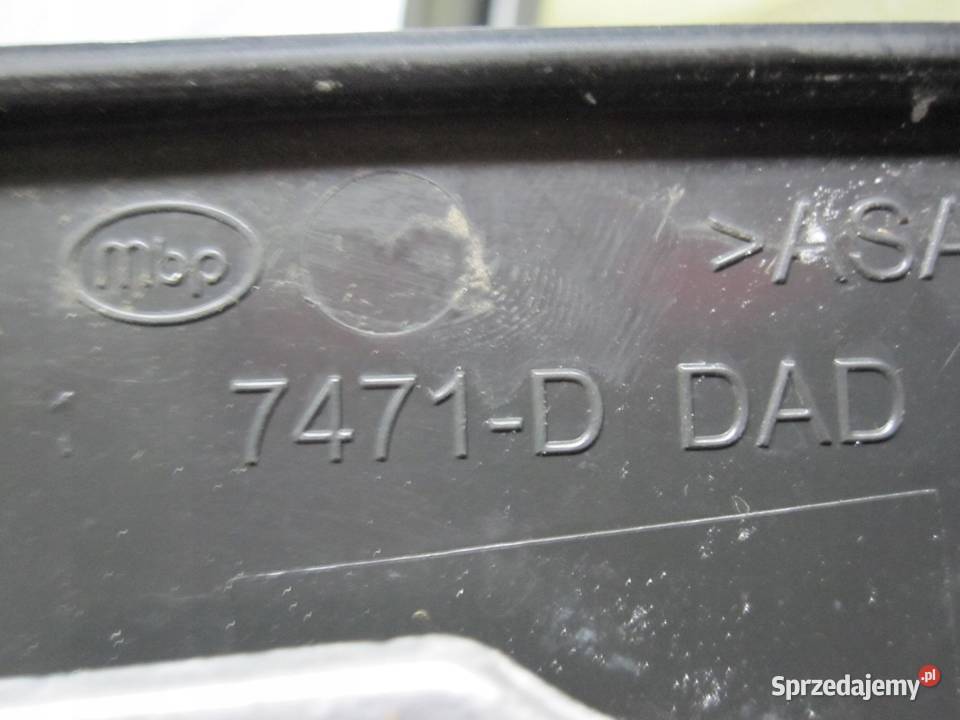 mbp >ASA
7471-D DAD
Sprzedajemy.pl